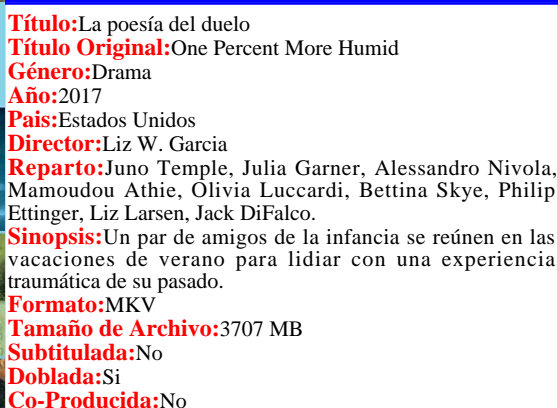 Título:La poesía del duelo
Título Original:One Percent More Humid
Género:Drama
Año:2017
Pais:Estados Unidos
Director:Liz W. Garcia
Reparto:Juno Temple, Julia Garner, Alessandro Nivola,
Mamoudou Athie, Olivia Luccardi, Bettina Skye, Philip
Ettinger, Liz Larsen, Jack DiFalco.
Sinopsis:Un par de amigos de la infancia se reúnen en las
vacaciones de verano para lidiar con una experiencia
traumática de su pasado.
Formato:MKV
Tamaño de Archivo:3707 MB
Subtitulada:No
Doblada:Si
Co-Producida:No